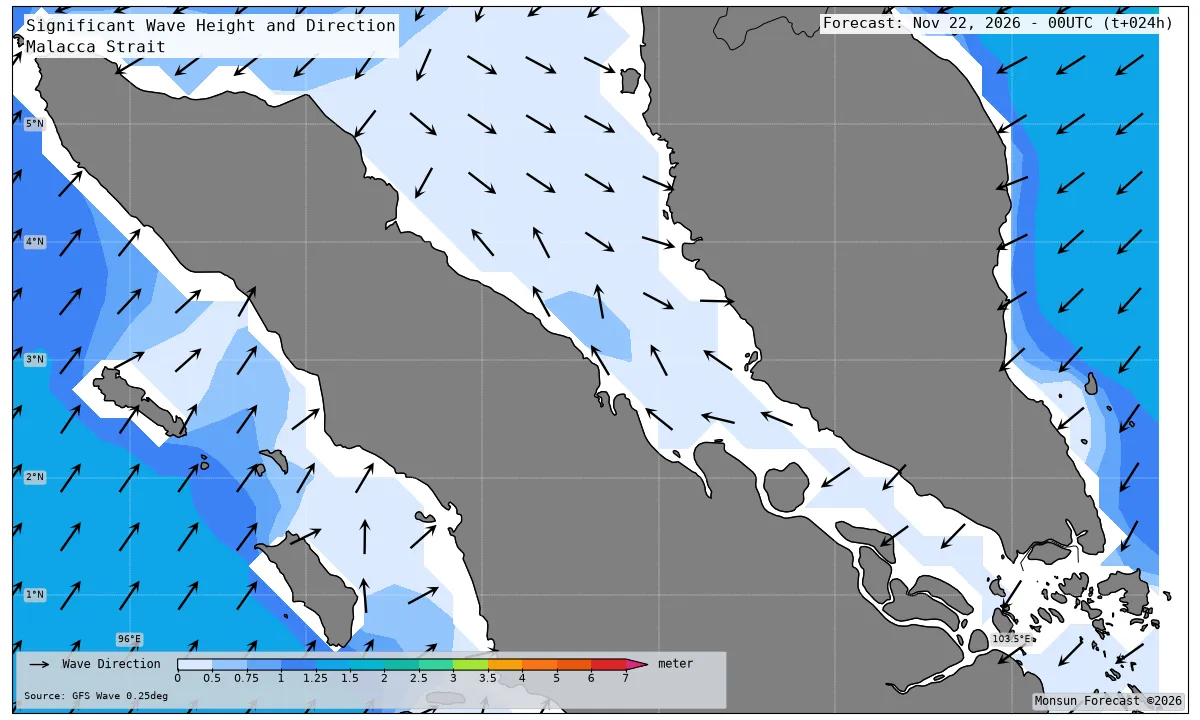 Significant Wave Height and Direction
Malacca Strait
Forecast: Nov 22, 2026 - 00UTC (t+024h)
5°N
4°N
3°N
2°N
1°N
96°E
103.5°E
Wave Direction
0 0.5 0.75 1 1.25 1.5 2 2.5 3 3.5 4 5 6 7
meter
Source: GFS Wave 0.25deg
Monsun Forecast ©2026